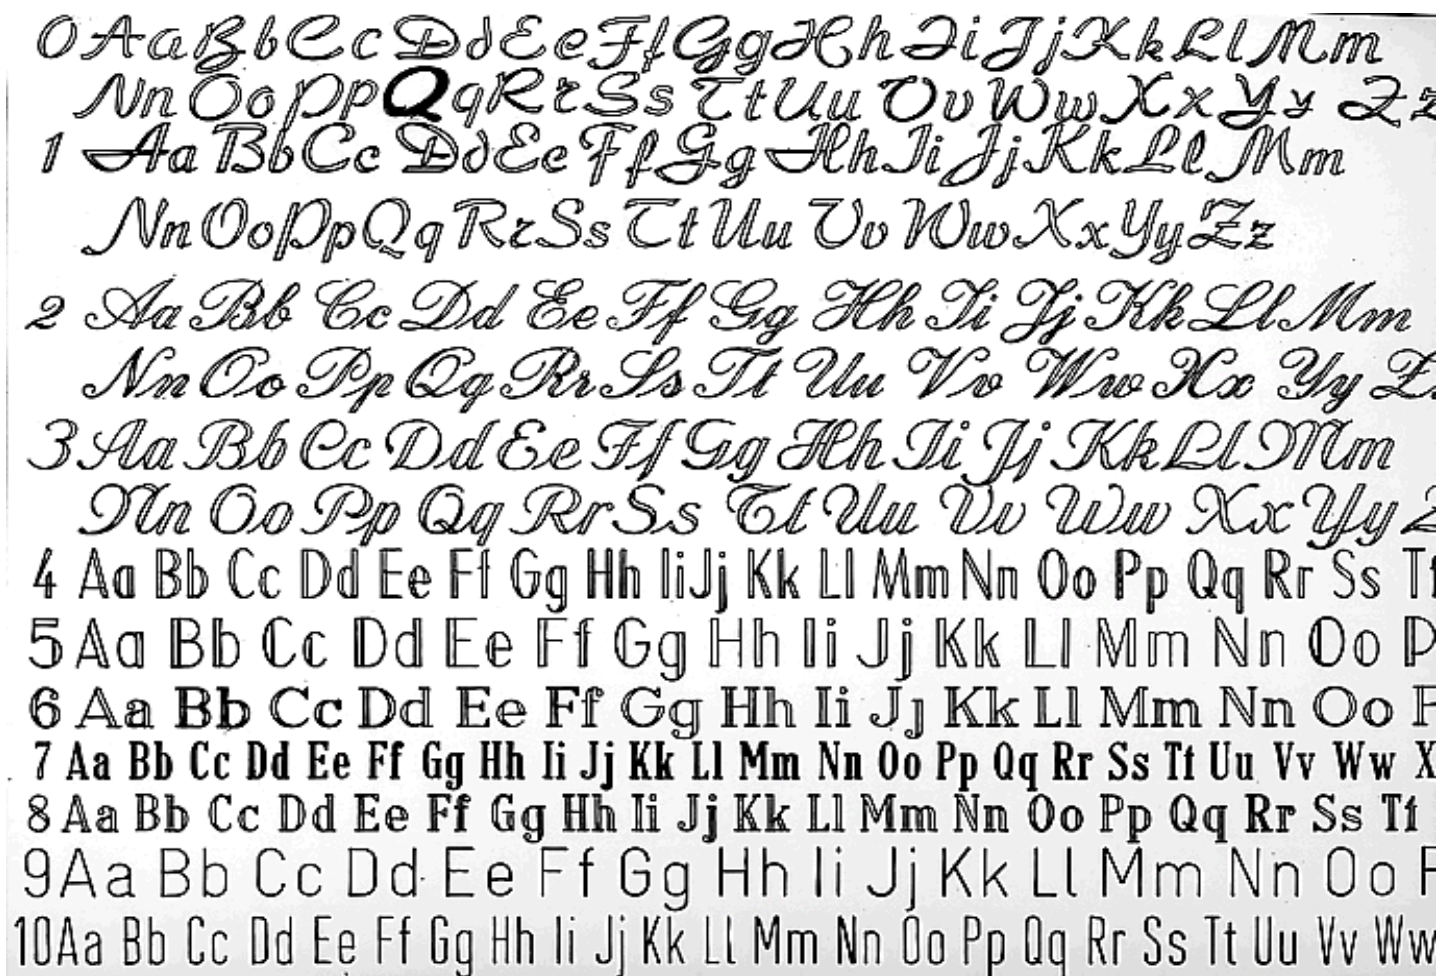 0 Aa Bb Cc Dd Ee Ff Gg Hh Ii Jj Kk Ll Mm
Nn Oo Pp Qq Rr Ss Tt Uu Vv Ww Xx Yy Zz
1 Aa Bb Cc Dd Ee Ff Gg Hh Ii Jj Kk Ll Mm
Nn Oo Pp Qq Rr Ss Tt Uu Vv Ww Xx Yy Zz
2 Aa Bb Cc Dd Ee Ff Gg Hh Ii Jj Kk Ll Mm
Nn Oo Pp Qq Rr Ss Tt Uu Vv Ww Xx Yy Z
3 Aa Bb Cc Dd Ee Ff Gg Hh Ii Jj Kk Ll Mm
Nn Oo Pp Qq Rr Ss Tt Uu Vv Ww Xx Yy Z
4 Aa Bb Cc Dd Ee Ff Gg Hh Ii Jj Kk Ll Mm Nn Oo Pp Qq Rr Ss Tt
5 Aa Bb Cc Dd Ee Ff Gg Hh Ii Jj Kk Ll Mm Nn Oo P
6 Aa Bb Cc Dd Ee Ff Gg Hh Ii Jj Kk Ll Mm Nn Oo P
7 Aa Bb Cc Dd Ee Ff Gg Hh Ii Jj Kk Ll Mm Nn Oo Pp Qq Rr Ss Tt Uu Vv Ww X
8 Aa Bb Cc Dd Ee Ff Gg Hh Ii Jj Kk Ll Mm Nn Oo Pp Qq Rr Ss Tt
9 Aa Bb Cc Dd Ee Ff Gg Hh Ii Jj Kk Ll Mm Nn Oo P
10 Aa Bb Cc Dd Ee Ff Gg Hh Ii Jj Kk Ll Mm Nn Oo Pp Qq Rr Ss Tt Uu Vv Ww